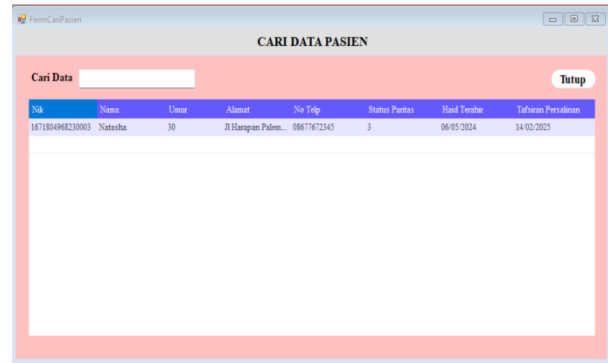 FormCariPasien
CARI DATA PASIEN
Cari Data
Tutup
Nik Nama Umur Alamat No Telp Status Paritas Haid Terahir Tafsiran Persalinan
1671804968230003 Natasha 30 Jl Harapan Palem... 08677672345 3 06/05/2024 14/02/2025